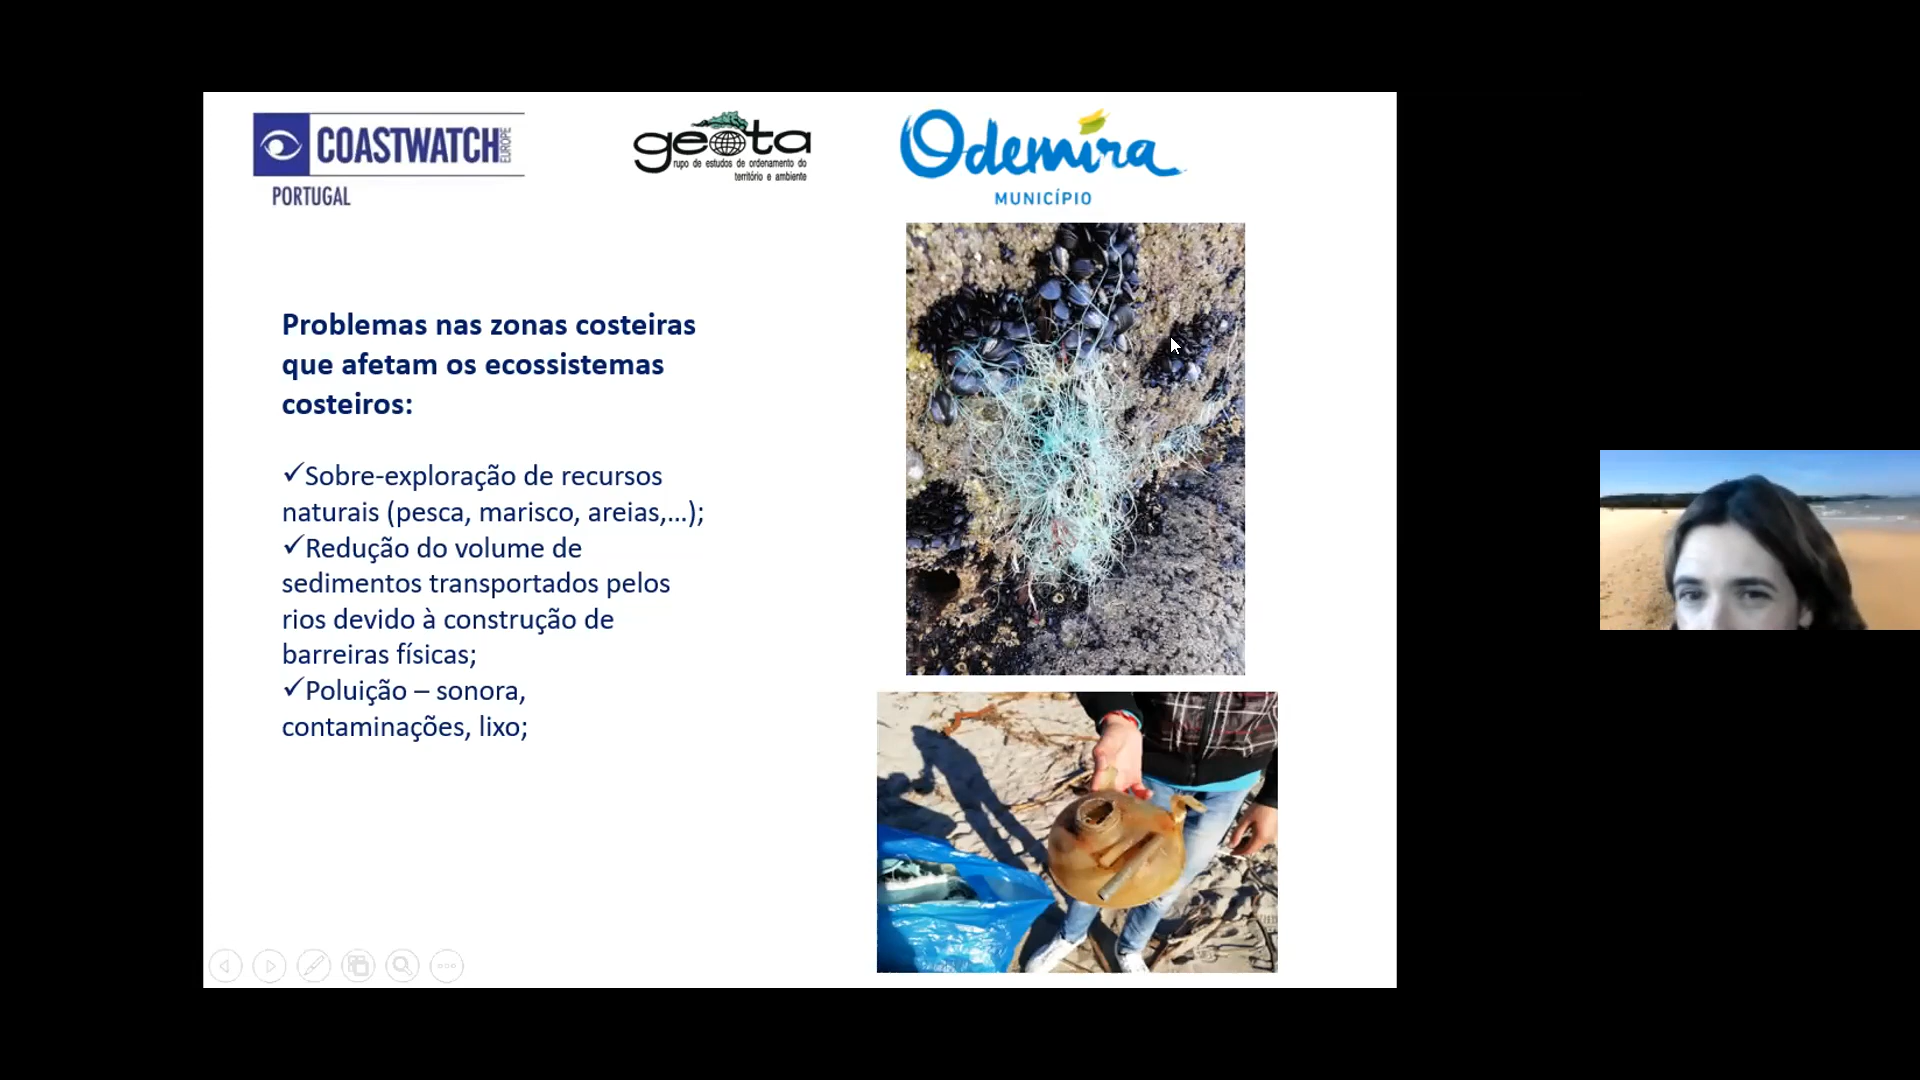 COASTWATCH EUROPE
PORTUGAL
geota
rupo de estudos de ordenamento do
território e ambiente
Odemira
MUNICÍPIO
Problemas nas zonas costeiras
que afetam os ecossistemas
costeiros:
✓Sobre-exploração de recursos
naturais (pesca, marisco, areias,...);
✓Redução do volume de
sedimentos transportados pelos
rios devido à construção de
barreiras físicas;
✓Poluição – sonora,
contaminações, lixo;